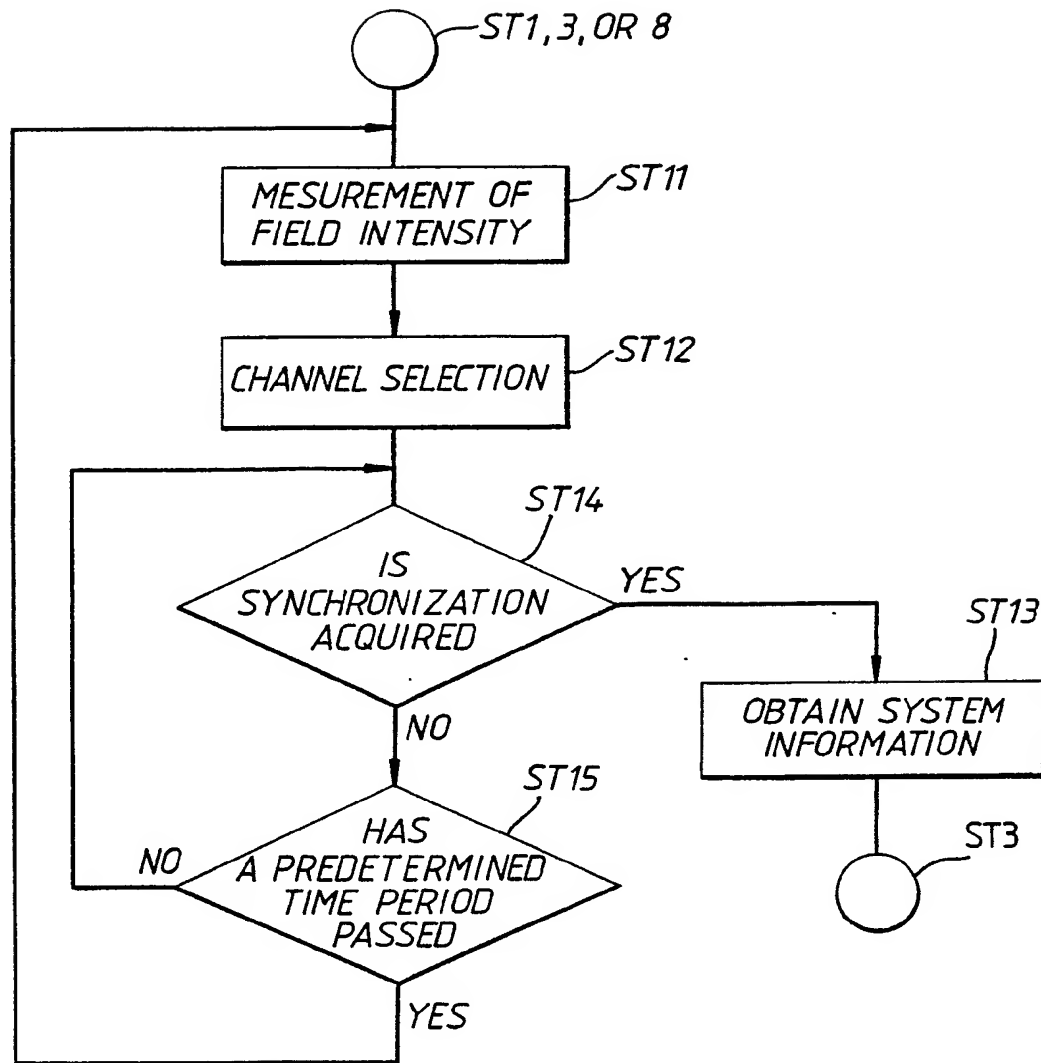 ST1, 3, OR 8
MESUREMENT OF
FIELD INTENSITY
ST11
CHANNEL SELECTION
ST12
IS
SYNCHRONIZATION
ACQUIRED
ST14
YES
NO
OBTAIN SYSTEM
INFORMATION
ST13
ST3
HAS
A PREDETERMINED
TIME PERIOD
PASSED
ST15
NO
YES